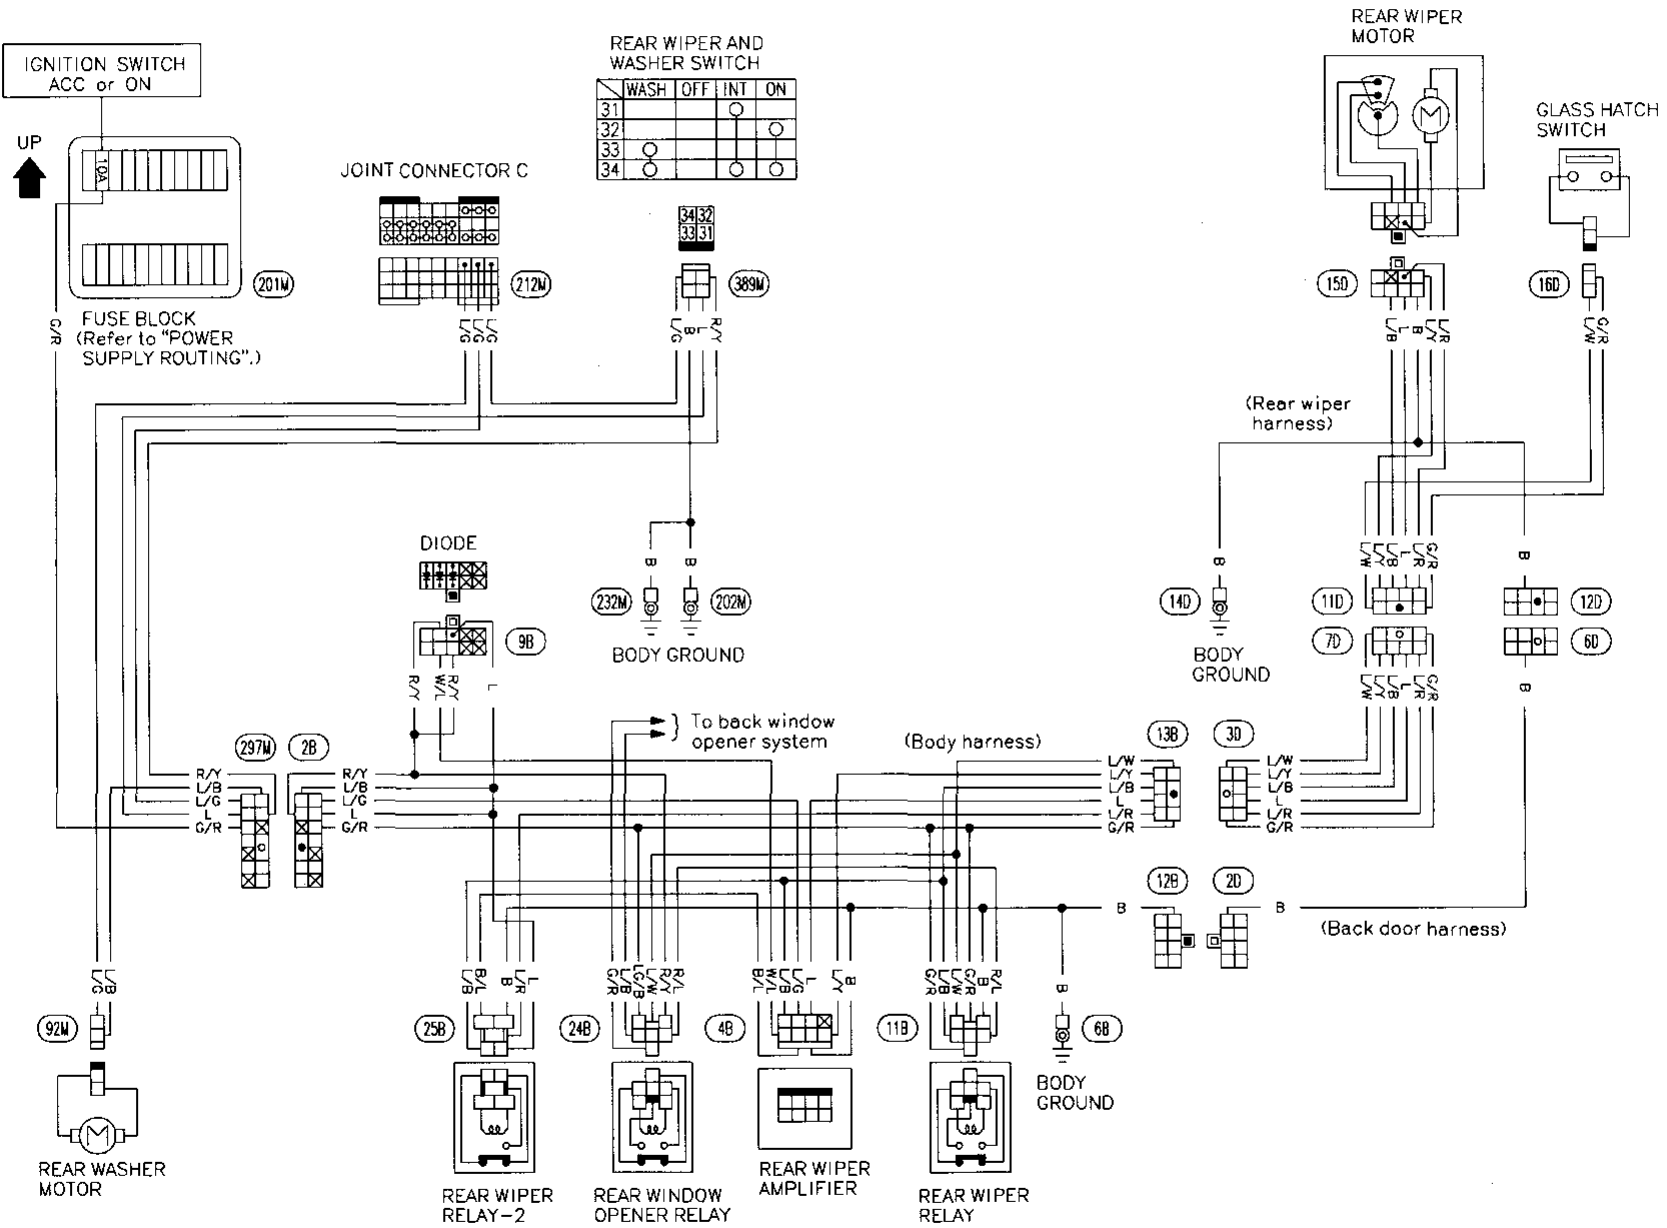 REAR WIPER
MOTOR
IGNITION SWITCH
ACC or ON
REAR WIPER AND
WASHER SWITCH
WASH OFF INT ON
31
32
33
34
GLASS HATCH
SWITCH
UP
10A
JOINT CONNECTOR C
34 32
33 31
201M
212M
389M
15D
16D
FUSE BLOCK
(Refer to "POWER
SUPPLY ROUTING".)
G/R
L/G L/G L/G
L/G B L R/Y
L/B L B L/Y L/R
L/W G/R
(Rear wiper
harness)
DIODE
B B
B
L/W L/Y L/B L L/R G/R
B
232M
202M
14D
11D
12D
9B
7D
6D
BODY GROUND
BODY
GROUND
R/Y W/L R/Y L
L/W L/Y L/B L L/R G/R
B
To back window
opener system
(Body harness)
297M
2B
13B
3D
R/Y
L/B
L/G
L
G/R
R/Y
L/B
L/G
L
G/R
L/W
L/Y
L/B
L
L/R
G/R
L/W
L/Y
L/B
L
L/R
G/R
12B
2D
B
B
(Back door harness)
L/G L/B
L/B B/L B L/R L
G/R L/B LG/B L/W R/Y R/L
B/L W/L L/B L/G L L/Y B
G/R L/B L/W G/R B R/L
B
92M
25B
24B
4B
11B
6B
M
M
BODY
GROUND
REAR WASHER
MOTOR
REAR WIPER
RELAY-2
REAR WINDOW
OPENER RELAY
REAR WIPER
AMPLIFIER
REAR WIPER
RELAY